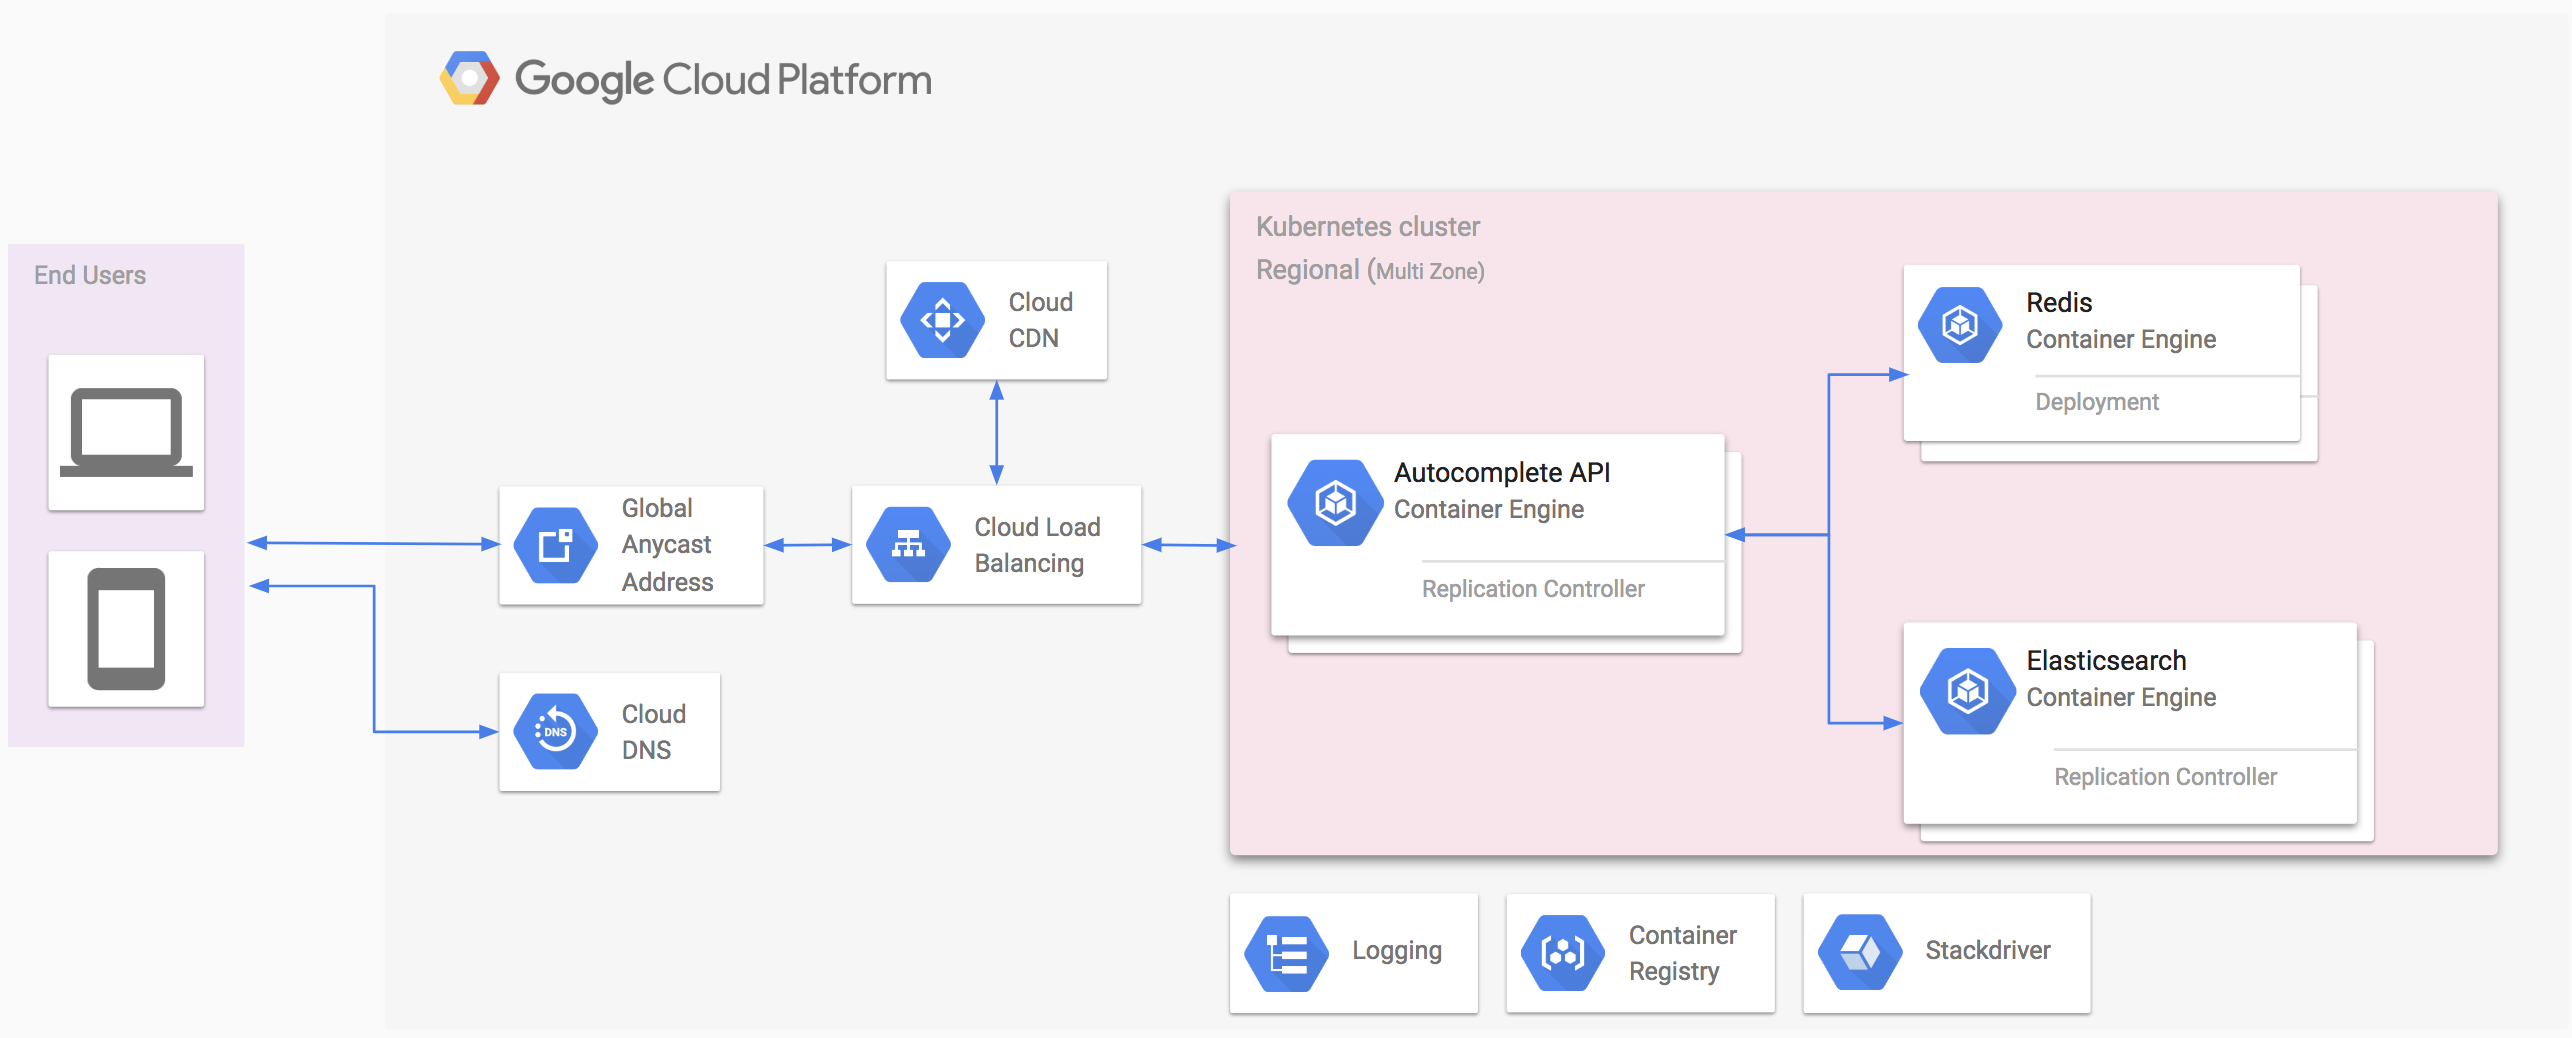 Google Cloud Platform
End Users
Kubernetes cluster
Regional (Multi Zone)
Cloud
CDN
Redis
Container Engine
Deployment
Autocomplete API
Container Engine
Replication Controller
Global
Anycast
Address
Cloud Load
Balancing
Elasticsearch
Container Engine
Replication Controller
DNS
Cloud
DNS
Logging
Container
Registry
Stackdriver